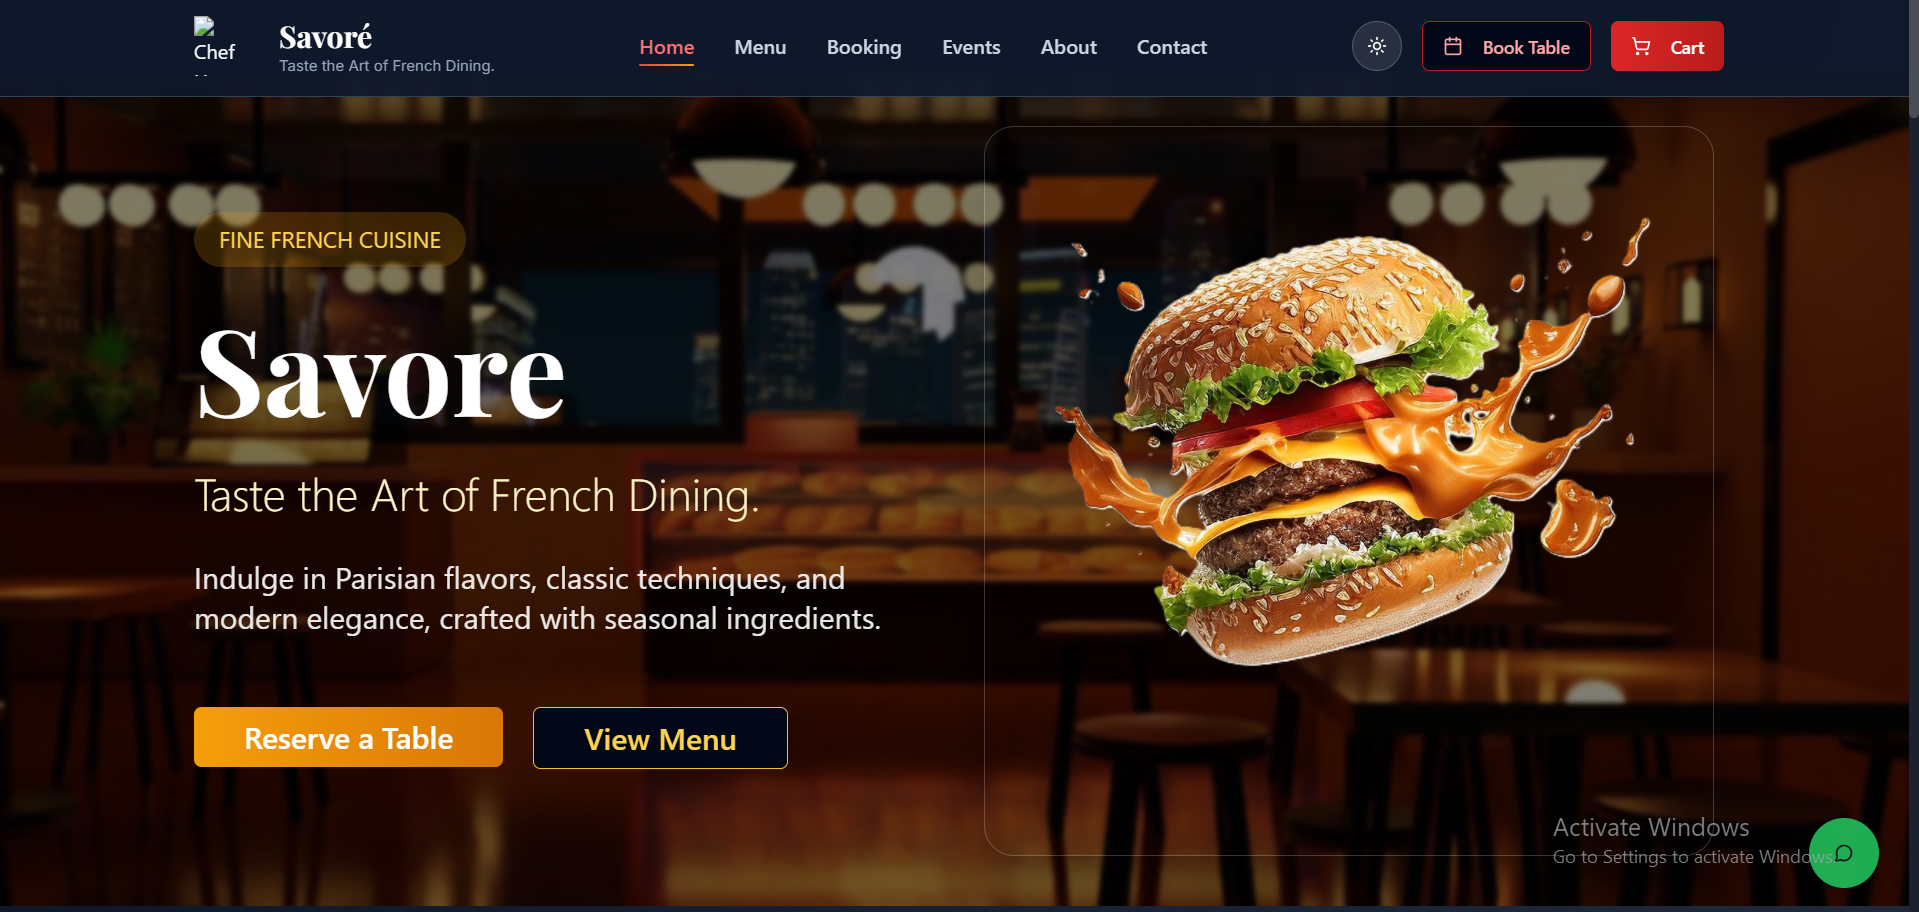 Chef
Savoré
Taste the Art of French Dining.
Home Menu Booking Events About Contact
Book Table
Cart
FINE FRENCH CUISINE
Savore
Taste the Art of French Dining.
Indulge in Parisian flavors, classic techniques, and
modern elegance, crafted with seasonal ingredients.
Reserve a Table
View Menu
Activate Windows
Go to Settings to activate Windows.